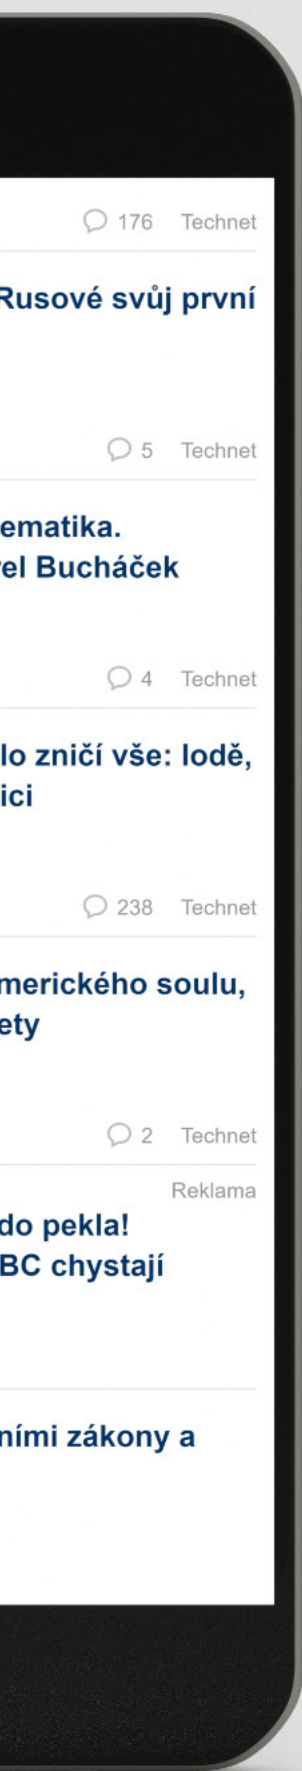 176 Technet
Rusové svůj první
5 Technet
ematika.
el Bucháček
4 Technet
lo zničí vše: lodě,
ici
238 Technet
merického soulu,
ety
2 Technet
Reklama
do pekla!
BC chystají
ními zákony a